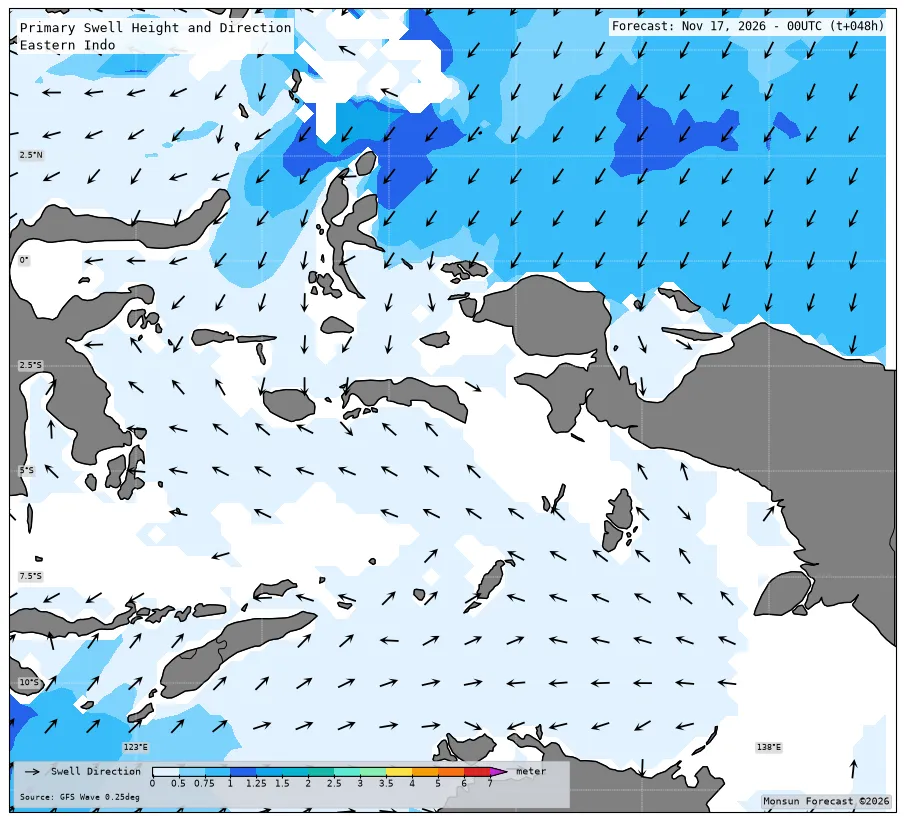 Primary Swell Height and Direction
Eastern Indo
Forecast: Nov 17, 2026 - 00UTC (t+048h)
2.5°N
0°
2.5°S
5°S
7.5°S
10°S
123°E
138°E
Swell Direction
0 0.5 0.75 1 1.25 1.5 2 2.5 3 3.5 4 5 6 7
meter
Source: GFS Wave 0.25deg
Monsun Forecast ©2026